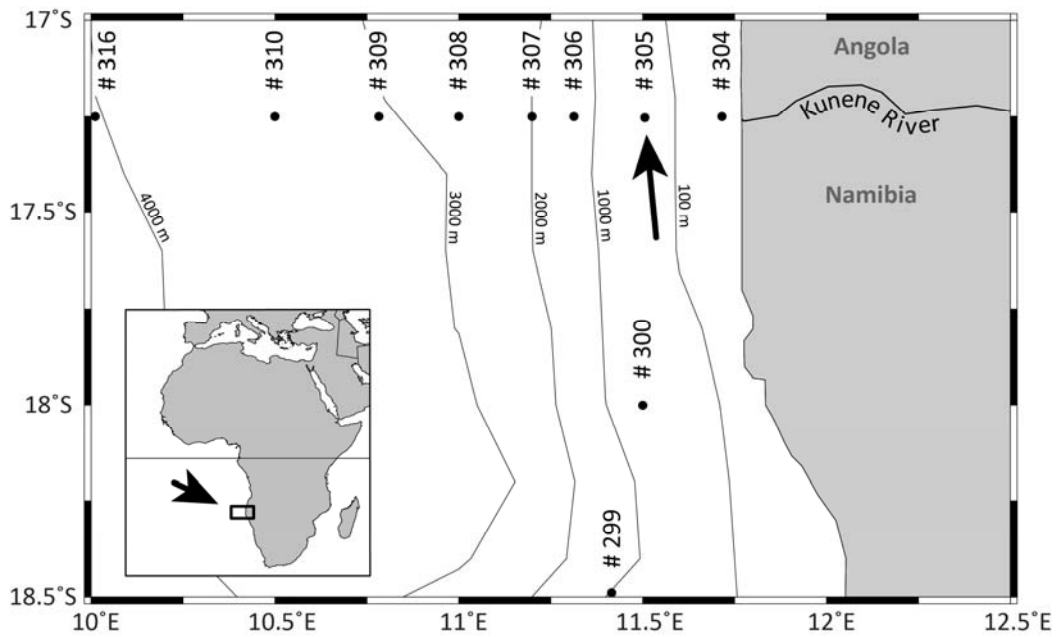 17˚S
# 316
# 310
# 309
# 308
# 307
# 306
# 305
# 304
Angola
Kunene River
Namibia
17.5˚S
4000 m
3000 m
2000 m
1000 m
100 m
# 300
18˚S
# 299
18.5˚S
10˚E
10.5˚E
11˚E
11.5˚E
12˚E
12.5˚E